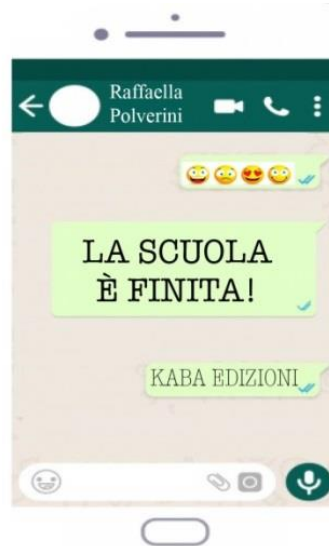 Raffaella
Polverini
LA SCUOLA
È FINITA!
KABA EDIZIONI